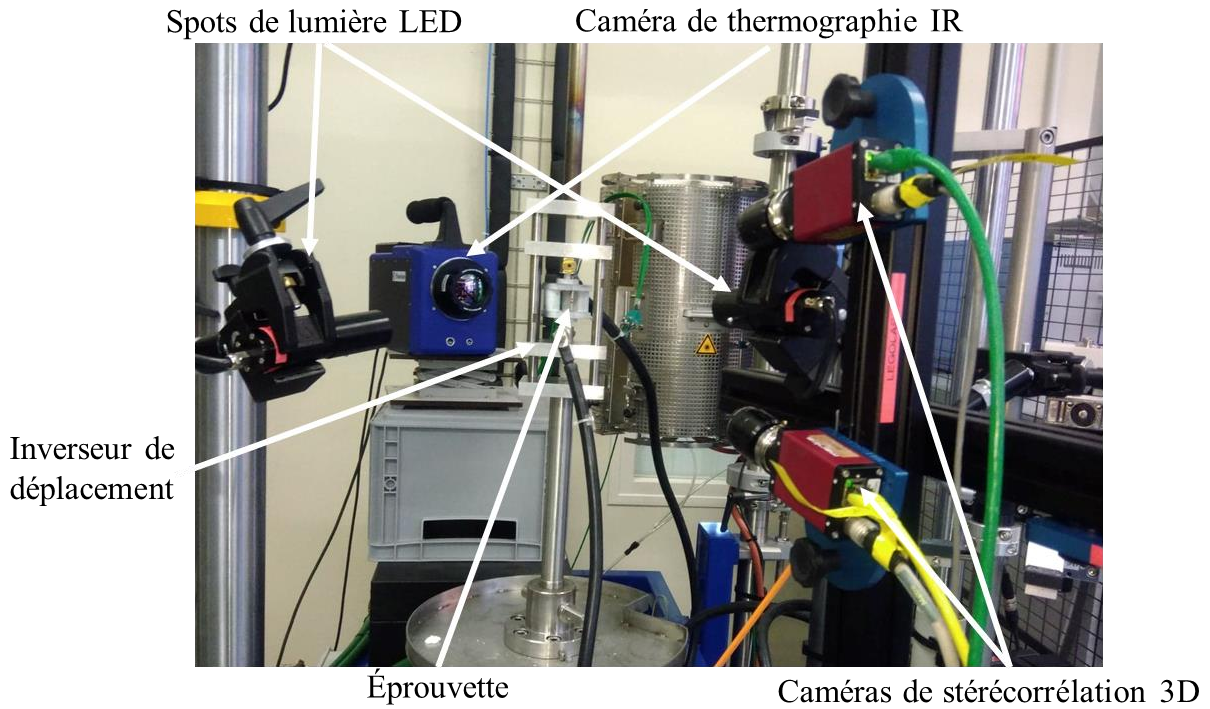 Spots de lumière LED
Caméra de thermographie IR
Inverseur de
déplacement
Éprouvette
Caméras de stérécorrélation 3D